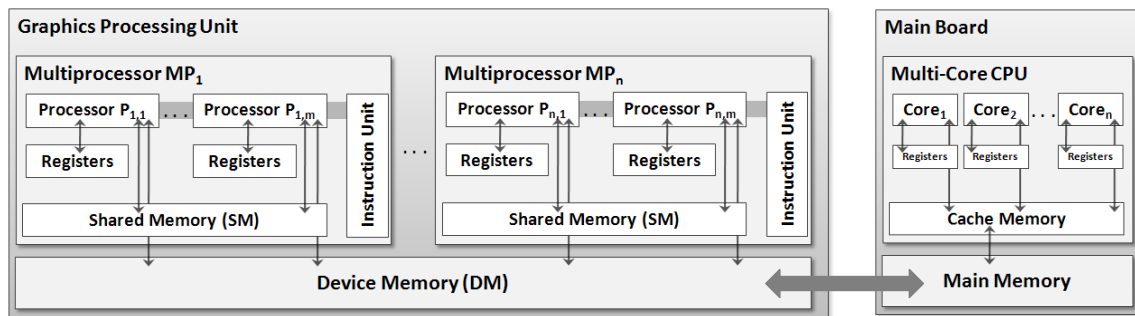 Graphics Processing Unit
Multiprocessor MP1
Processor P1,1
. . .
Processor P1,m
Registers
Registers
Instruction Unit
Shared Memory (SM)
. . .
Multiprocessor MPn
Processor Pn,1
. . .
Processor Pn,m
Registers
Registers
Instruction Unit
Shared Memory (SM)
Device Memory (DM)
Main Board
Multi-Core CPU
Core1
Core2
. . .
Coren
Registers
Registers
Registers
Cache Memory
Main Memory